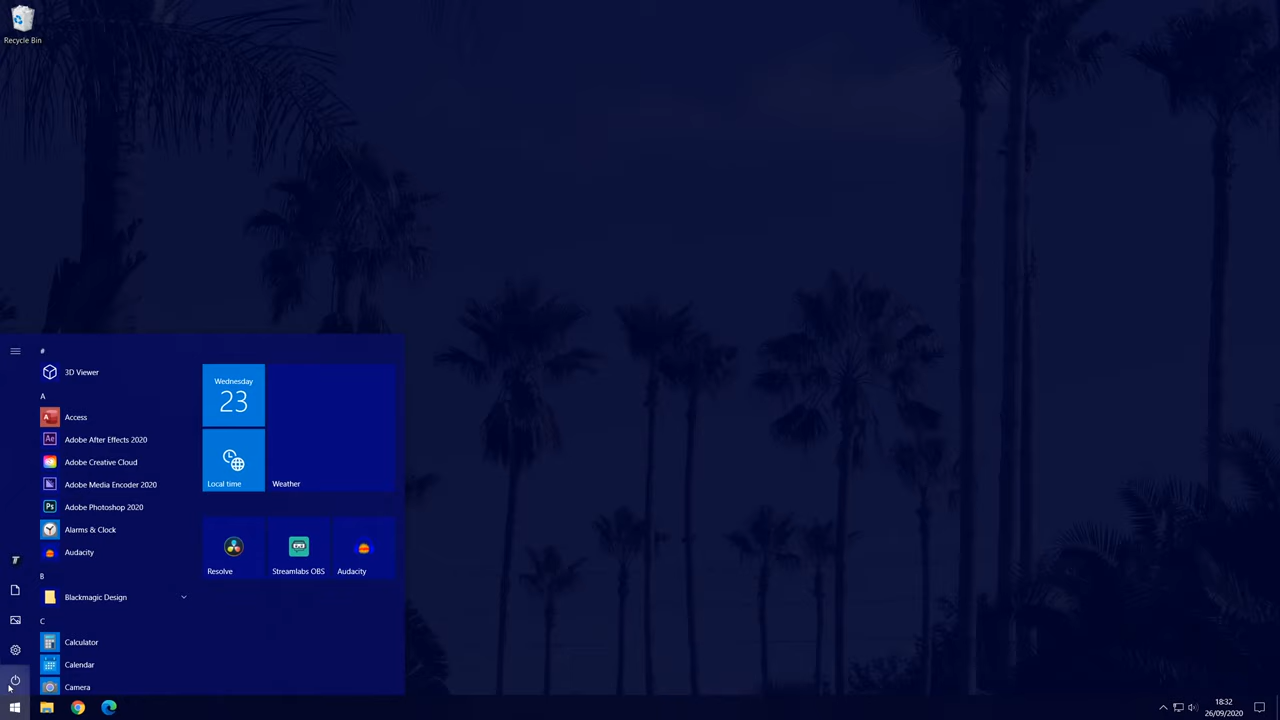 Recycle Bin
#
3D Viewer
A
Access
Adobe After Effects 2020
Adobe Creative Cloud
Adobe Media Encoder 2020
Adobe Photoshop 2020
Alarms & Clock
Audacity
B
Blackmagic Design
C
Calculator
Calendar
Camera
Wednesday
23
Local time
Weather
Resolve
Streamlabs OBS
Audacity
18:32
26/09/2020